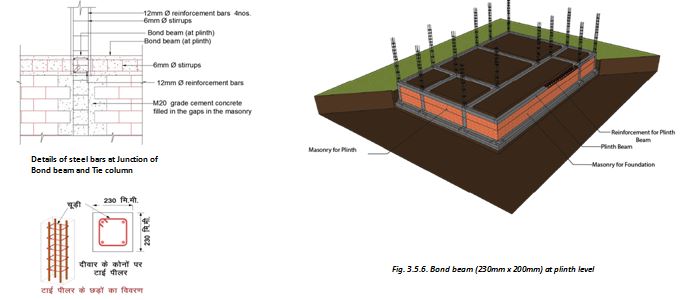 12mm Ø reinforcement bars 4nos.
6mm Ø stirrups
Bond beam (at plinth)
Bond beam (at plinth)
6mm Ø stirrups
12mm Ø reinforcement bars
M20 grade cement concrete
filled in the gaps in the masonry
Details of steel bars at Junction of
Bond beam and Tie column
चूड़ी
230 मि.मी.
230 मि.मी.
दीवार के कोनों पर
टाई पीलर
टाई पीलर के छड़ों का विवरण
Reinforcement for Plinth
Beam
Plinth Beam
Masonry for Plinth
Masonry for Foundation
Fig. 3.5.6. Bond beam (230mm x 200mm) at plinth level